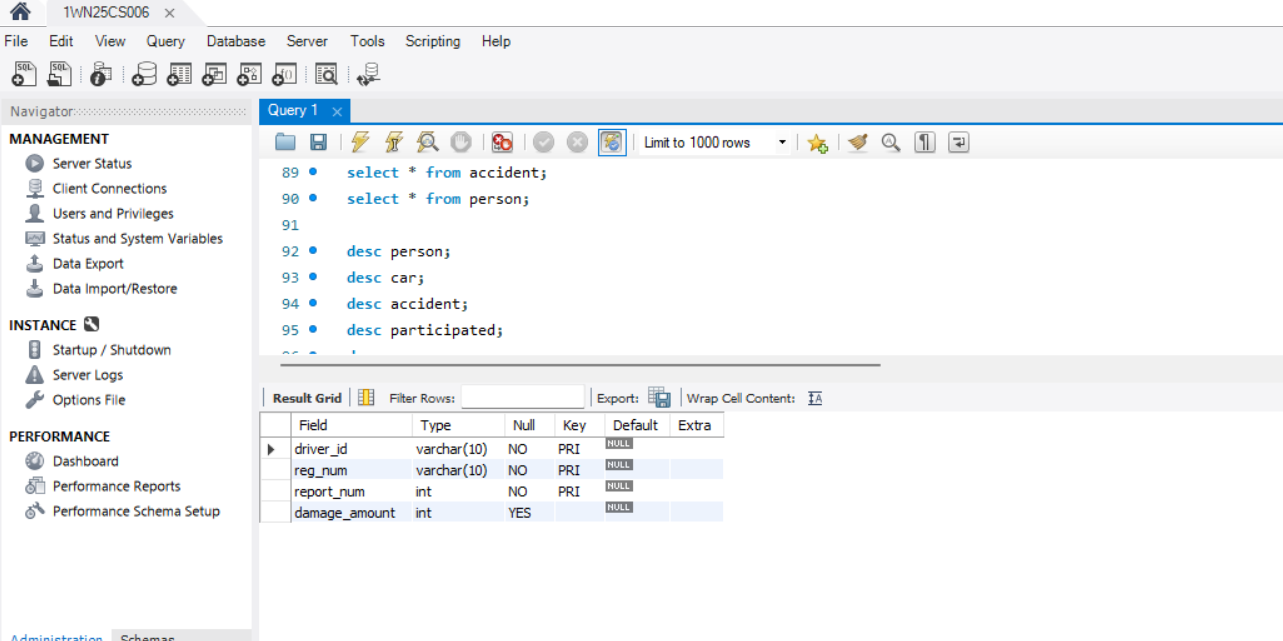 1WN25CS006
File Edit View Query Database Server Tools Scripting Help
Navigator
MANAGEMENT
Server Status
Client Connections
Users and Privileges
Status and System Variables
Data Export
Data Import/Restore
INSTANCE
Startup / Shutdown
Server Logs
Options File
PERFORMANCE
Dashboard
Performance Reports
Performance Schema Setup
Administration Schemas
Query 1
Limit to 1000 rows
89 select * from accident;
90 select * from person;
91
92 desc person;
93 desc car;
94 desc accident;
95 desc participated;
Result Grid Filter Rows: Export: Wrap Cell Content:
Field Type Null Key Default Extra
driver_id varchar(10) NO PRI NULL
reg_num varchar(10) NO PRI NULL
report_num int NO PRI NULL
damage_amount int YES NULL